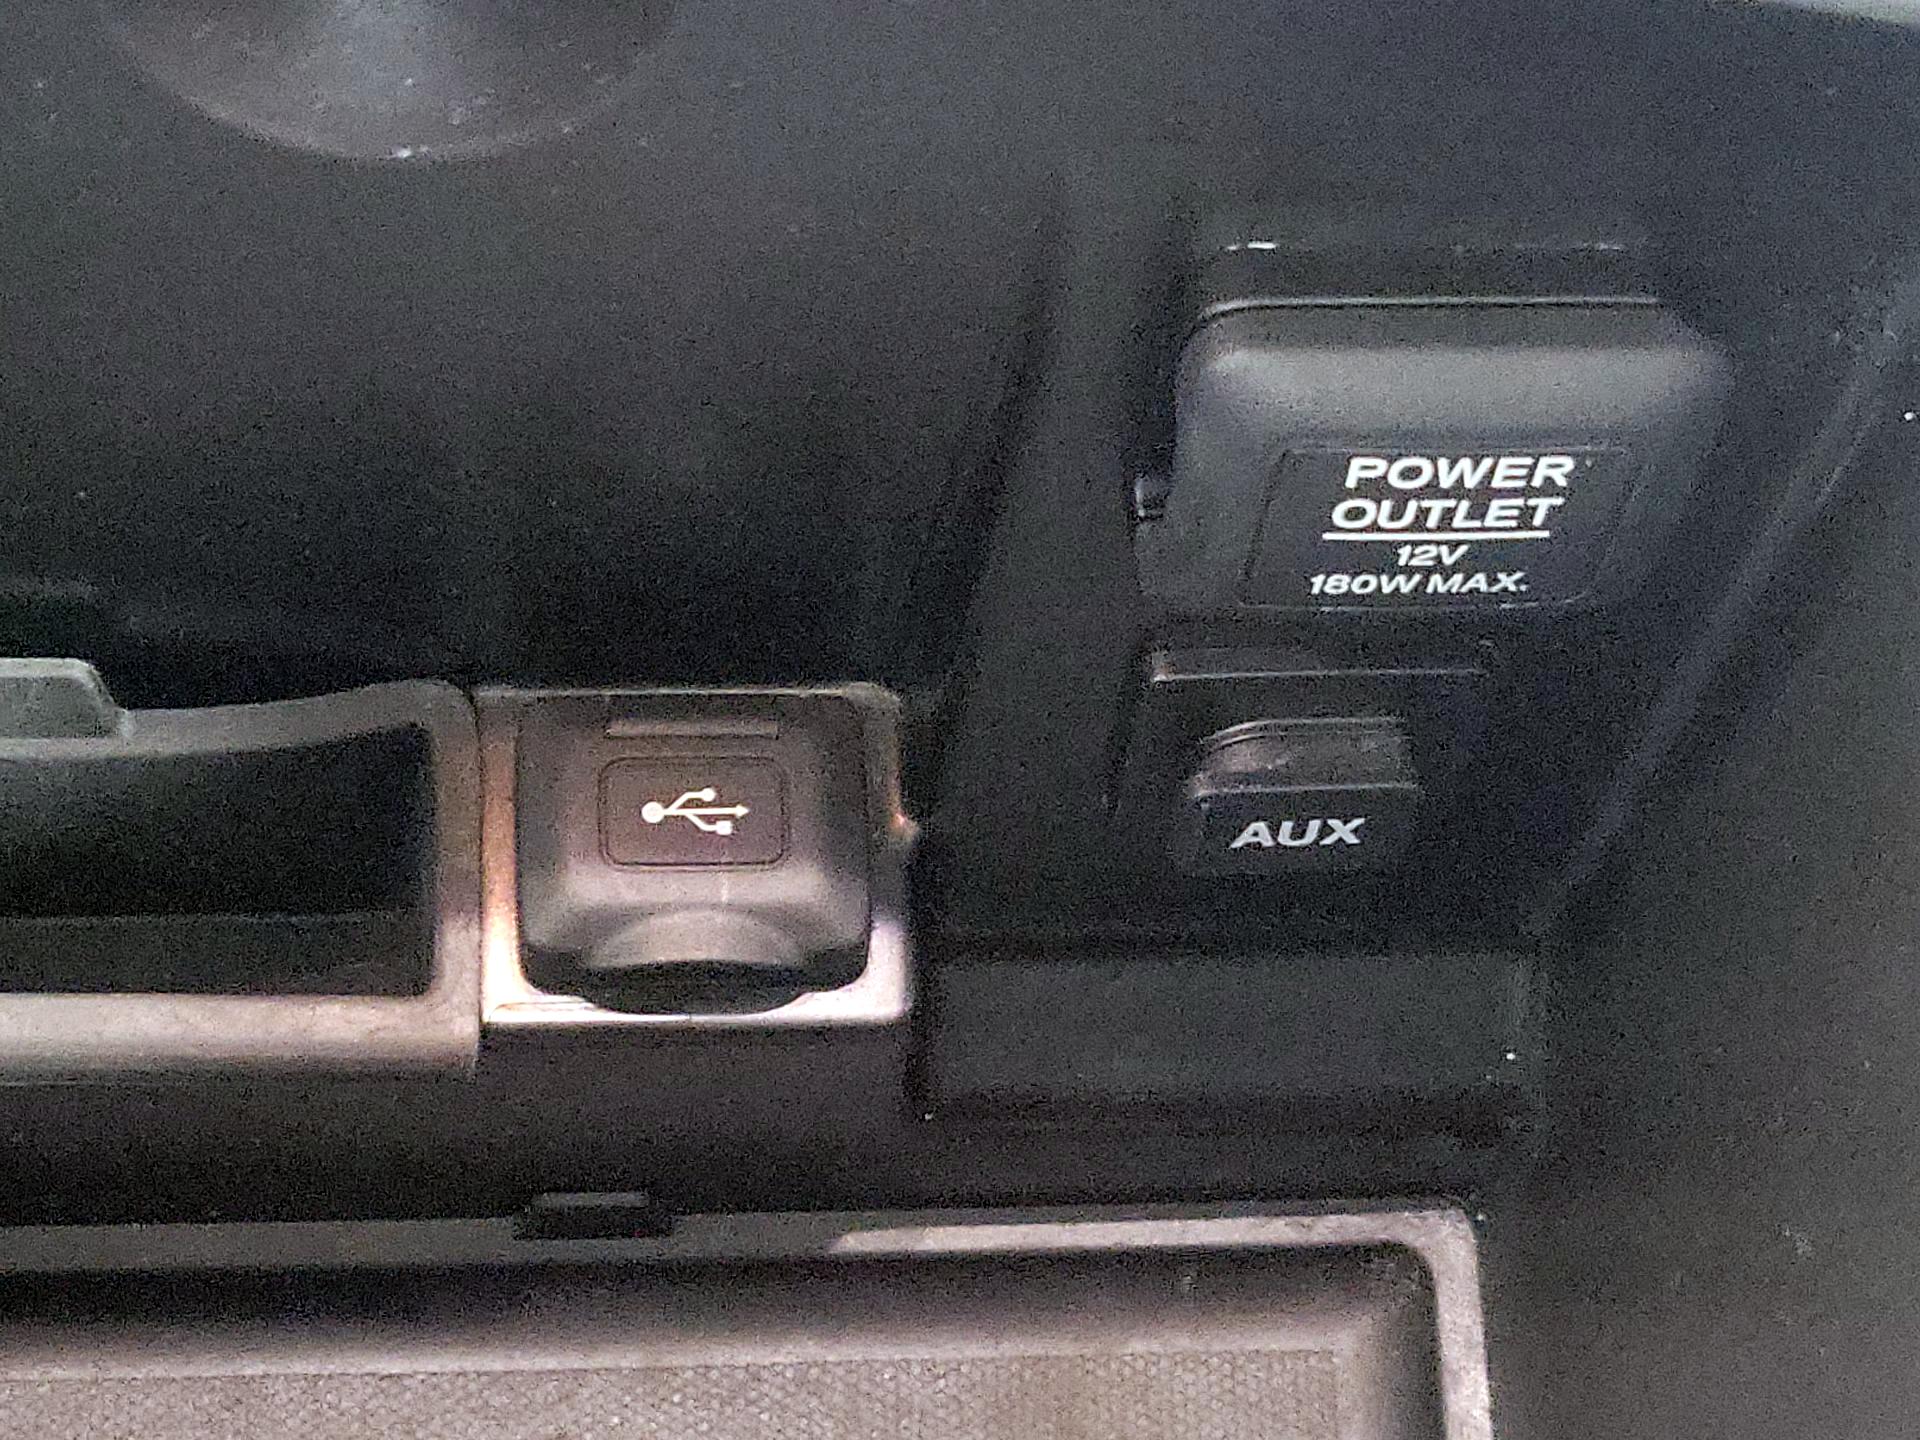 POWER
OUTLET
12V
180W MAX.
AUX